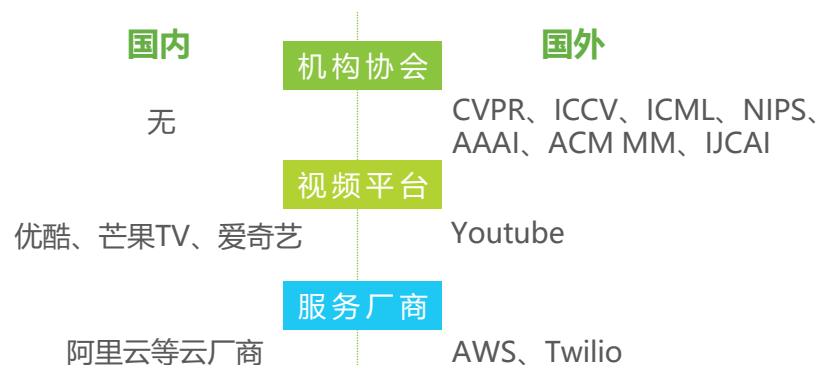 国内
国外
机构协会
无
CVPR、ICCV、ICML、NIPS、
AAAI、ACM MM、IJCAI
视频平台
优酷、芒果TV、爱奇艺
Youtube
服务厂商
阿里云等云厂商
AWS、Twilio